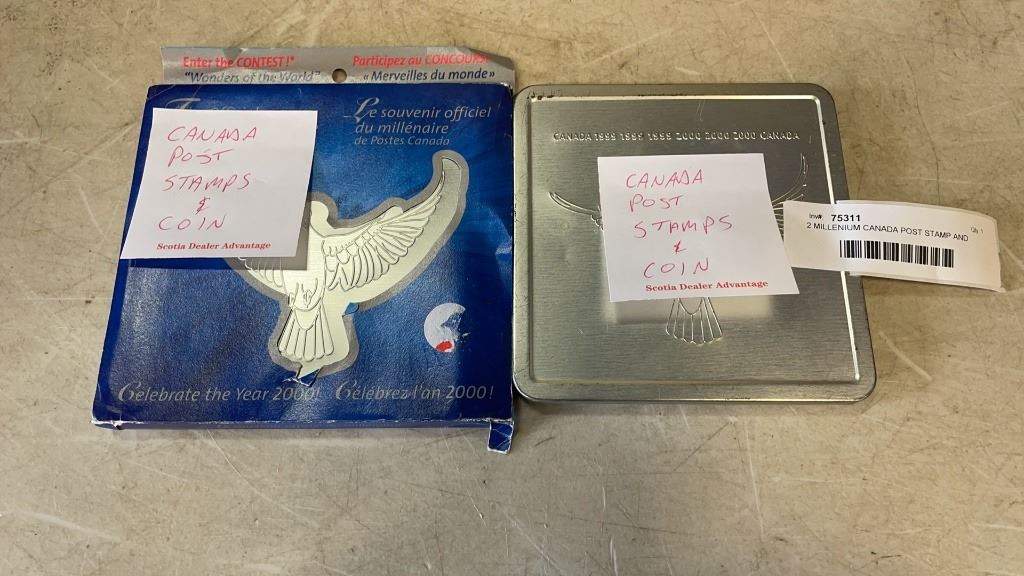 Enter the CONTEST!*
"Wonders of the World"
Participez au CONCOURS!*
« Merveilles du monde»
Le souvenir officiel
du millénaire
de Postes Canada
CANADA
POST
STAMPS
&
COIN
Scotia Dealer Advantage
Celebrate the Year 2000!
Célébrez l'an 2000!
CANADA 1999 1999 1999 2000 2000 2000 CANADA
CANADA
POST
STAMPS
&
COIN
Scotia Dealer Advantage
Inv# 75311
Qty 1
2 MILLENIUM CANADA POST STAMP AND